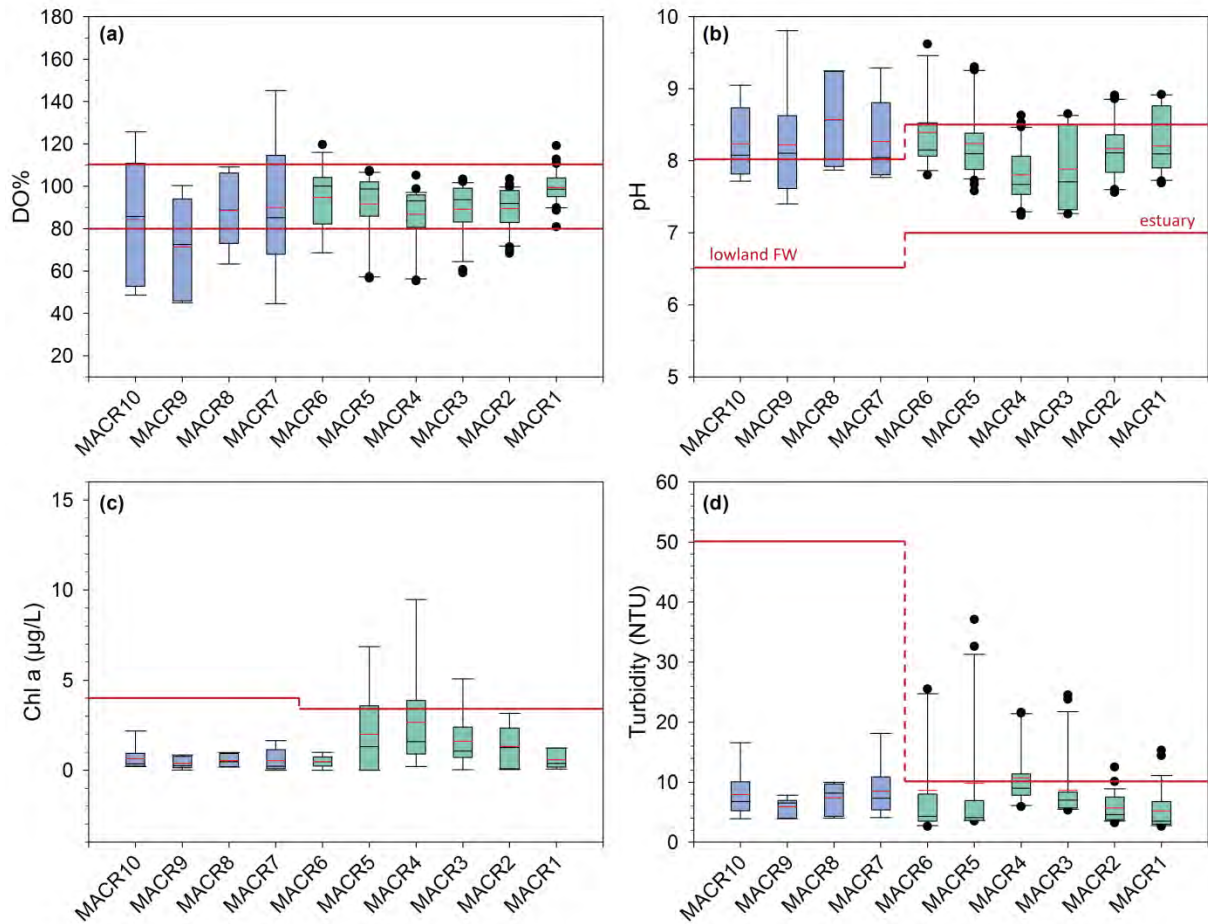 (a)
DO%
180
160
140
120
100
80
60
40
20
MACR10 MACR9 MACR8 MACR7 MACR6 MACR5 MACR4 MACR3 MACR2 MACR1
(b)
pH
10
9
8
7
6
5
lowland FW
estuary
MACR10 MACR9 MACR8 MACR7 MACR6 MACR5 MACR4 MACR3 MACR2 MACR1
(c)
Chl a (µg/L)
15
10
5
0
MACR10 MACR9 MACR8 MACR7 MACR6 MACR5 MACR4 MACR3 MACR2 MACR1
(d)
Turbidity (NTU)
60
50
40
30
20
10
0
MACR10 MACR9 MACR8 MACR7 MACR6 MACR5 MACR4 MACR3 MACR2 MACR1